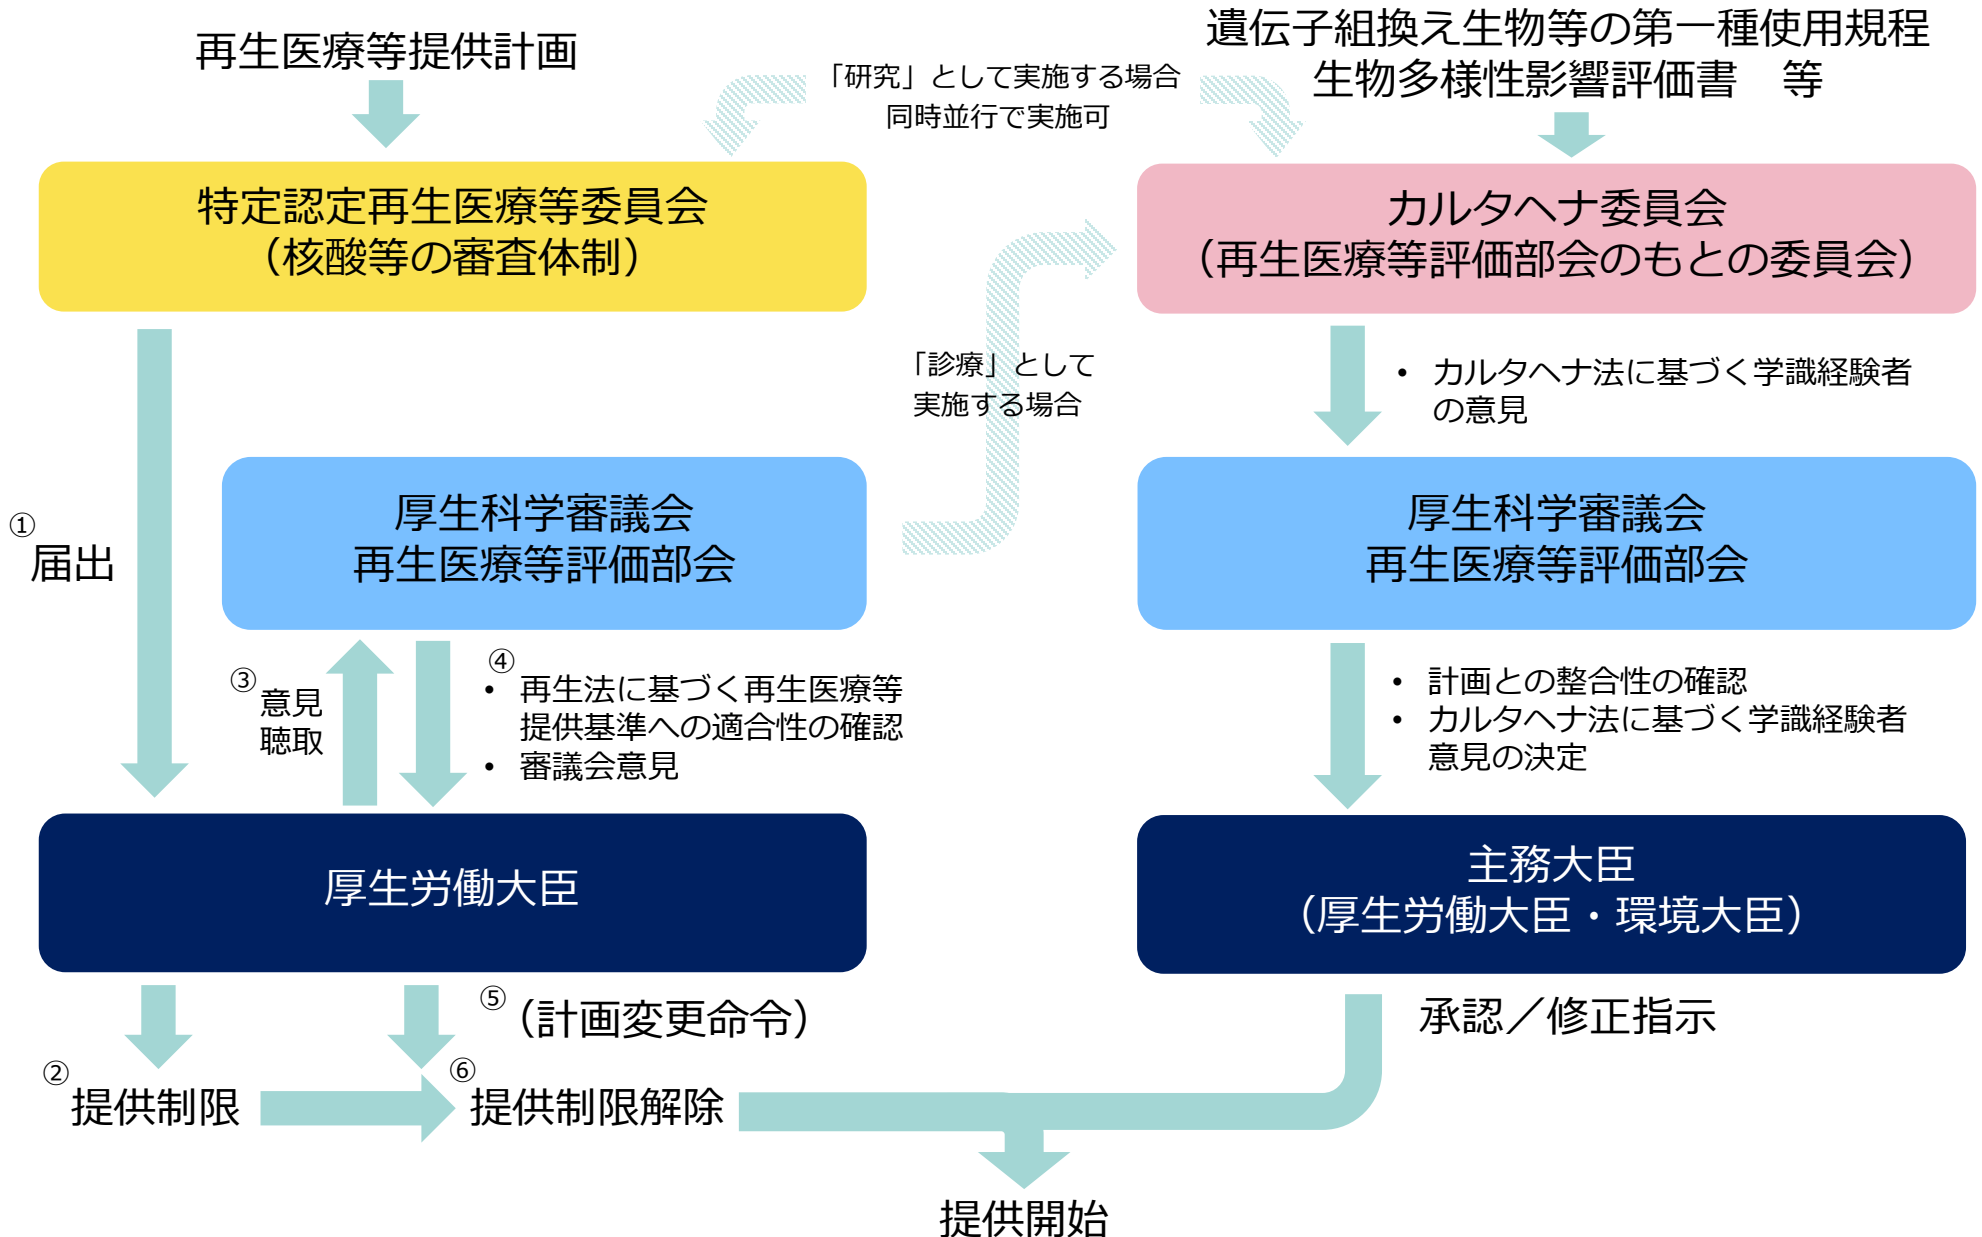 再生医療等提供計画
遺伝子組換え生物等の第一種使用規程
生物多様性影響評価書　等
「研究」として実施する場合
同時並行で実施可
特定認定再生医療等委員会
（核酸等の審査体制）
カルタヘナ委員会
（再生医療等評価部会のもとの委員会）
「診療」として
実施する場合
• カルタヘナ法に基づく学識経験者
の意見
①
届出
厚生科学審議会
再生医療等評価部会
厚生科学審議会
再生医療等評価部会
③
意見
聴取
④
• 再生法に基づく再生医療等
提供基準への適合性の確認
• 審議会意見
• 計画との整合性の確認
• カルタヘナ法に基づく学識経験者
意見の決定
厚生労働大臣
主務大臣
（厚生労働大臣・環境大臣）
⑤
（計画変更命令）
承認／修正指示
②
提供制限
⑥
提供制限解除
提供開始